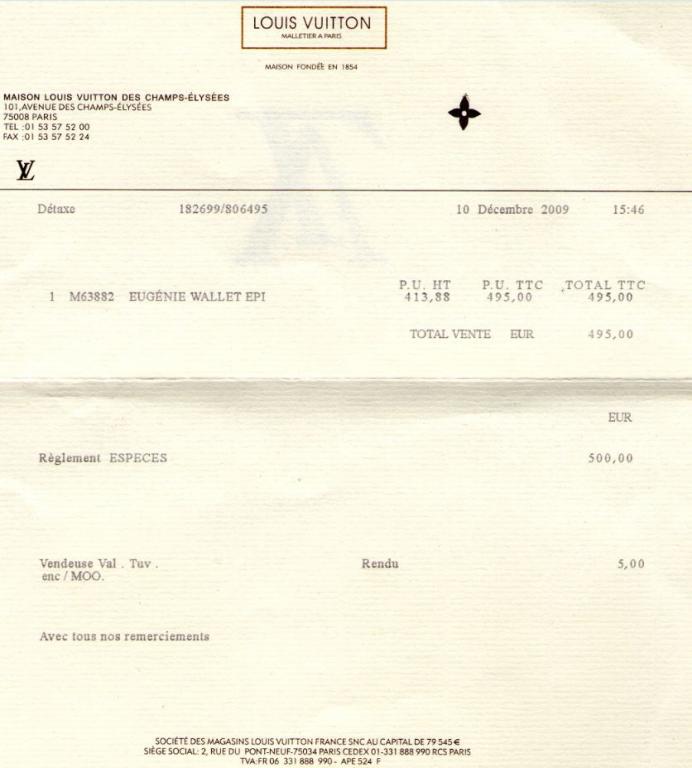 LOUIS VUITTON
MALLETIER A PARIS
MAISON FONDÉE EN 1854
MAISON LOUIS VUITTON DES CHAMPS-ÉLYSÉES
101,AVENUE DES CHAMPS-ÉLYSÉES
75008 PARIS
TEL :01 53 57 52 00
FAX :01 53 57 52 24
LV
Détaxe 182699/806495 10 Décembre 2009 15:46
P.U. HT P.U. TTC ,TOTAL TTC
1 M63882 EUGÉNIE WALLET EPI 413,88 495,00 495,00
TOTAL VENTE EUR 495,00
EUR
Règlement ESPECES 500,00
Vendeuse Val . Tuv . Rendu 5,00
enc / MOO.
Avec tous nos remerciements
SOCIÉTÉ DES MAGASINS LOUIS VUITTON FRANCE SNC AU CAPITAL DE 79 545 €
SIÈGE SOCIAL: 2, RUE DU PONT-NEUF-75034 PARIS CEDEX 01-331 888 990 RCS PARIS
TVA:FR 06 331 888 990 - APE 524 F